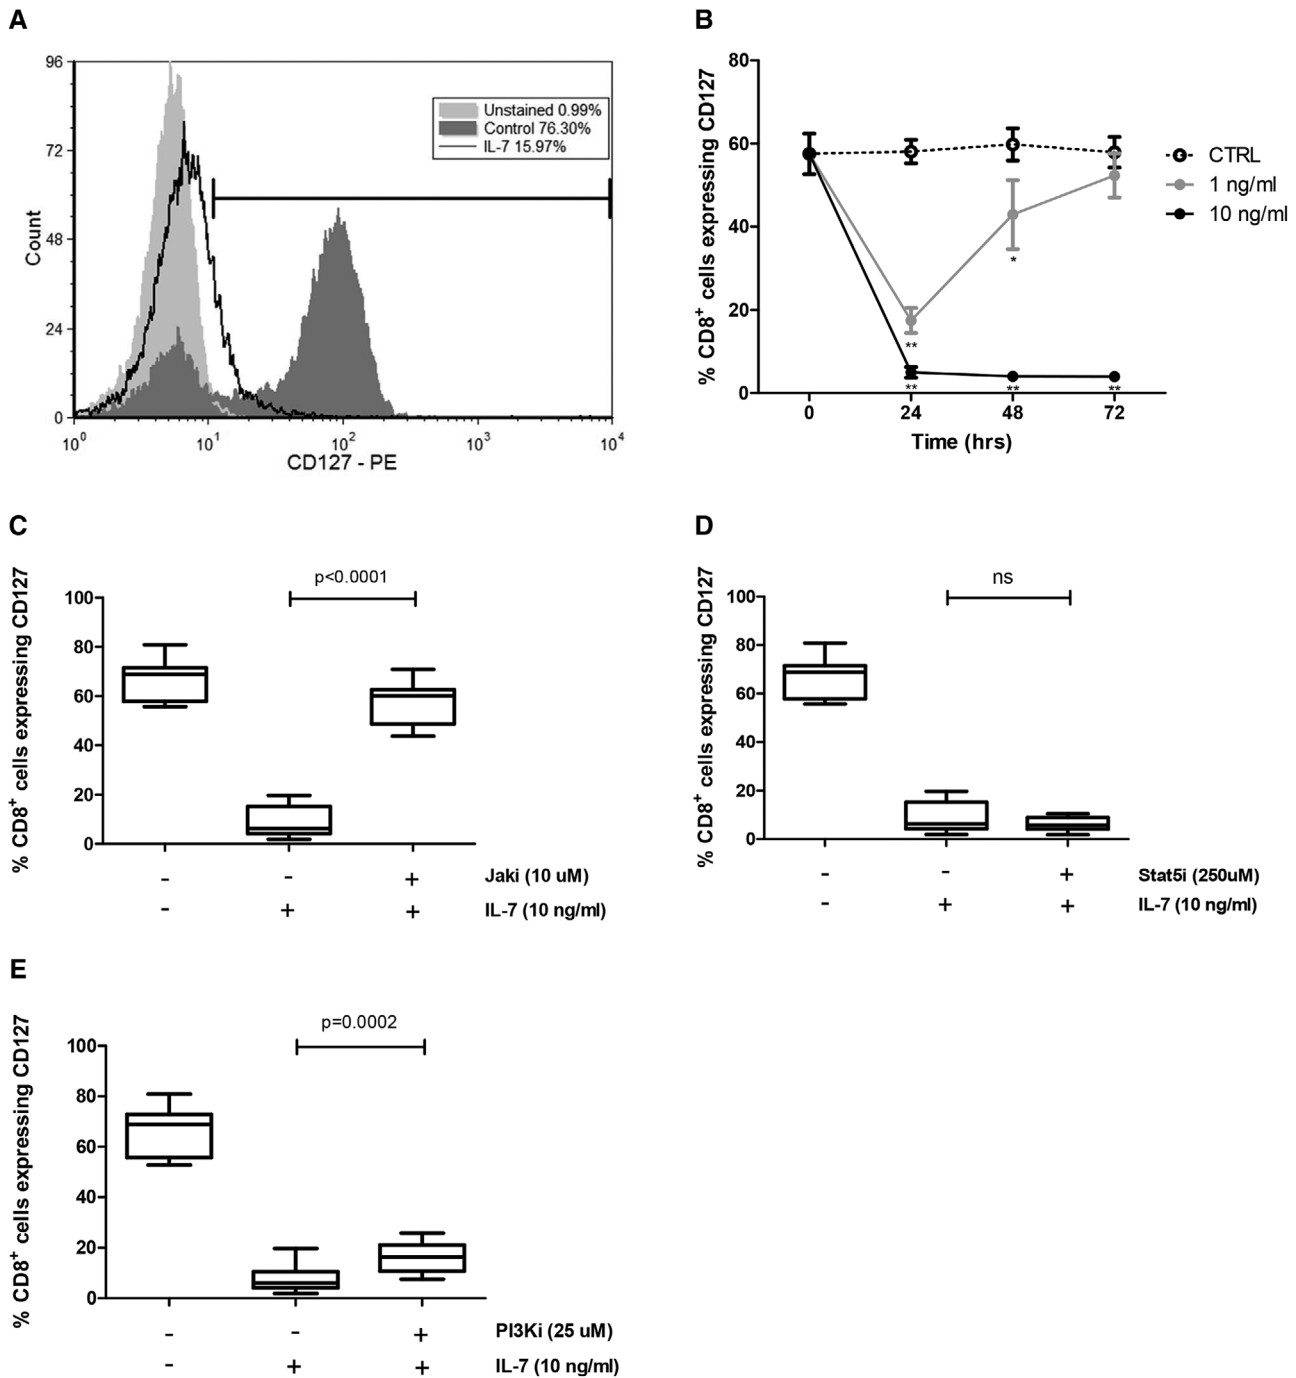 A
96
72
48
24
0
Count
Unstained 0.99%
Control 76.30%
IL-7 15.97%
10^0 10^1 10^2 10^3 10^4
CD127 - PE
B
80
60
40
20
0
% CD8+ cells expressing CD127
*
**
** ** **
0 24 48 72
Time (hrs)
CTRL
1 ng/ml
10 ng/ml
C
p<0.0001
100
80
60
40
20
0
% CD8+ cells expressing CD127
- - + Jaki (10 uM)
- + + IL-7 (10 ng/ml)
D
ns
100
80
60
40
20
0
% CD8+ cells expressing CD127
- - + Stat5i (250uM)
- + + IL-7 (10 ng/ml)
E
p=0.0002
100
80
60
40
20
0
% CD8+ cells expressing CD127
- - + PI3Ki (25 uM)
- + + IL-7 (10 ng/ml)